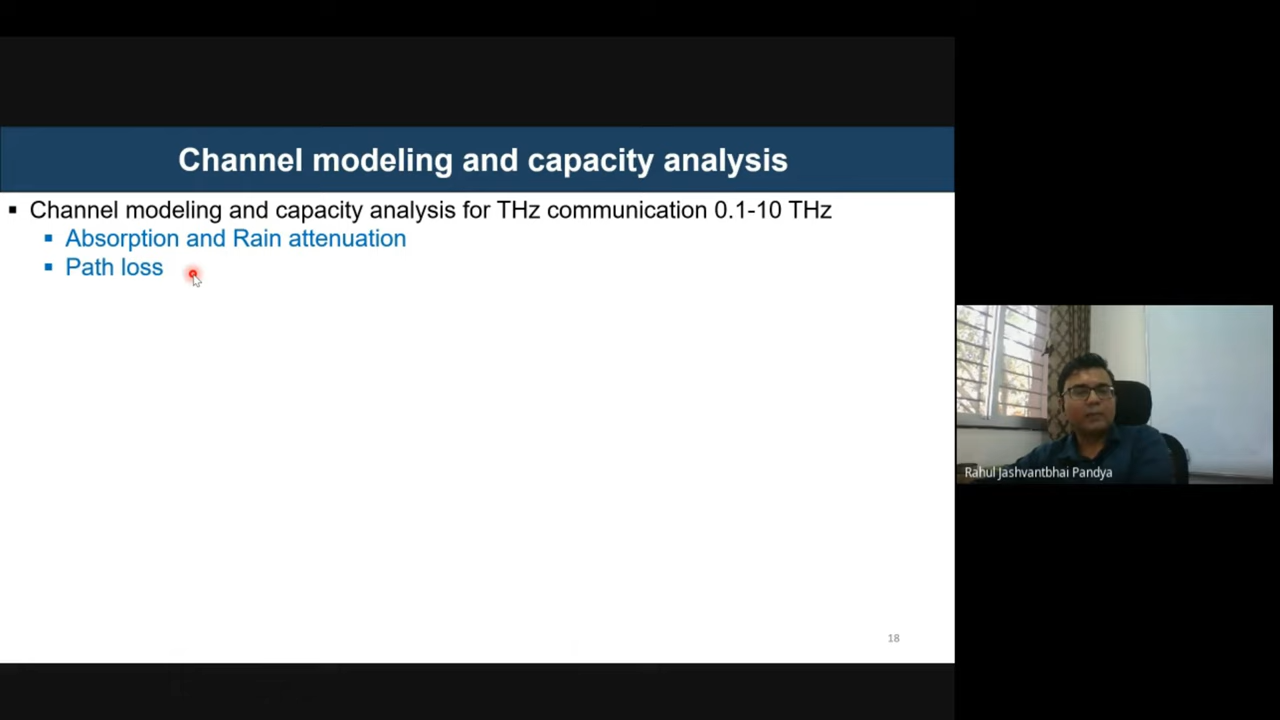 Channel modeling and capacity analysis
▪ Channel modeling and capacity analysis for THz communication 0.1-10 THz
▪ Absorption and Rain attenuation
▪ Path loss
Rahul Jashvantbhai Pandya
18